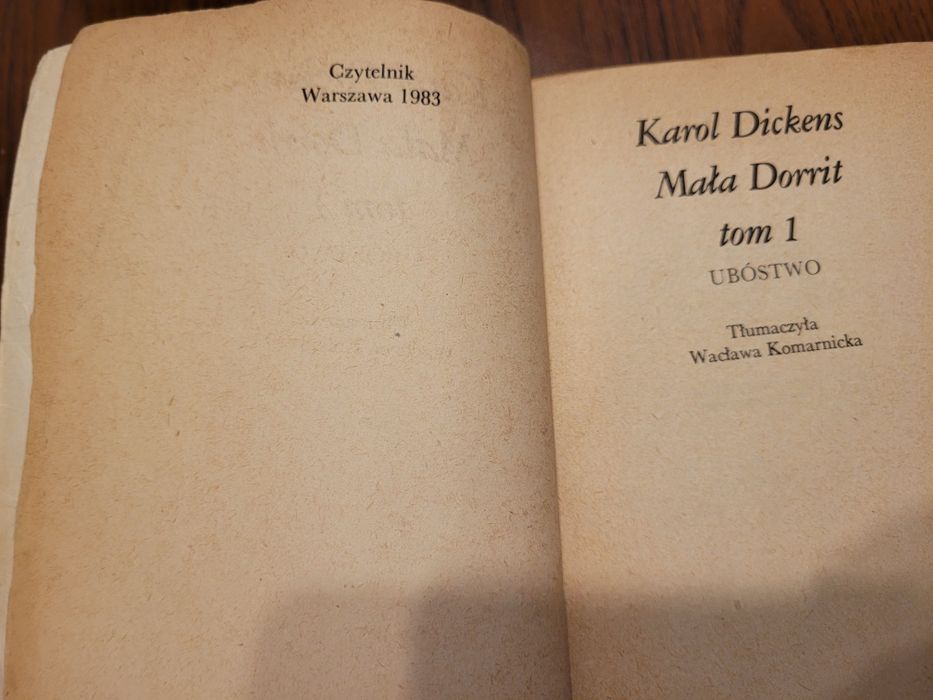 Czytelnik
Warszawa 1983
Karol Dickens
Mała Dorrit
tom 1
UBÓSTWO
Tłumaczyła
Wacława Komarnicka